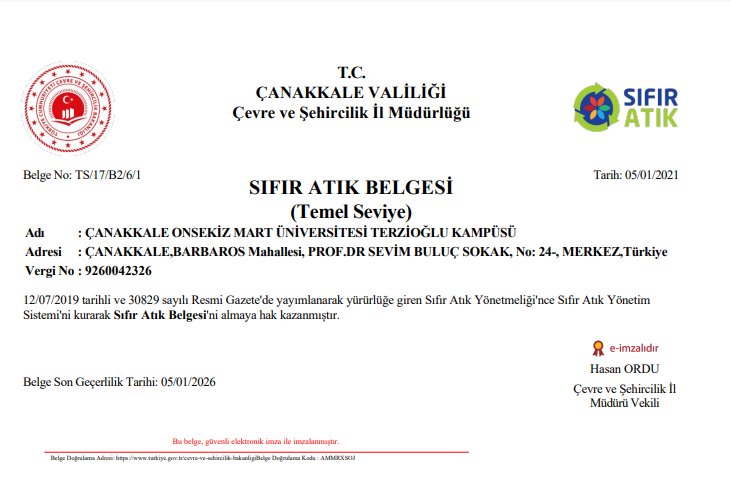 T.C.
ÇANAKKALE VALİLİĞİ
Çevre ve Şehircilik İl Müdürlüğü
SIFIR
ATIK
Belge No: TS/17/B2/6/1
Tarih: 05/01/2021
SIFIR ATIK BELGESİ
(Temel Seviye)
Adı : ÇANAKKALE ONSEKİZ MART ÜNİVERSİTESİ TERZİOĞLU KAMPÜSÜ
Adresi : ÇANAKKALE,BARBAROS Mahallesi, PROF.DR SEVİM BULUÇ SOKAK, No: 24-, MERKEZ,Türkiye
Vergi No : 9260042326
12/07/2019 tarihli ve 30829 sayılı Resmi Gazete'de yayımlanarak yürürlüğe giren Sıfır Atık Yönetmeliği'nce Sıfır Atık Yönetim
Sistemi'ni kurarak Sıfır Atık Belgesi'ni almaya hak kazanmıştır.
e-imzalıdır
Hasan ORDU
Belge Son Geçerlilik Tarihi: 05/01/2026
Çevre ve Şehircilik İl
Müdürü Vekili
Bu belge, güvenli elektronik imza ile imzalanmıştır.
Belge Doğrulama Adresi: https://www.turkiye.gov.tr/cevre-ve-sehircilik-bakanligiBelge Doğrulama Kodu : AMMRXSOJ